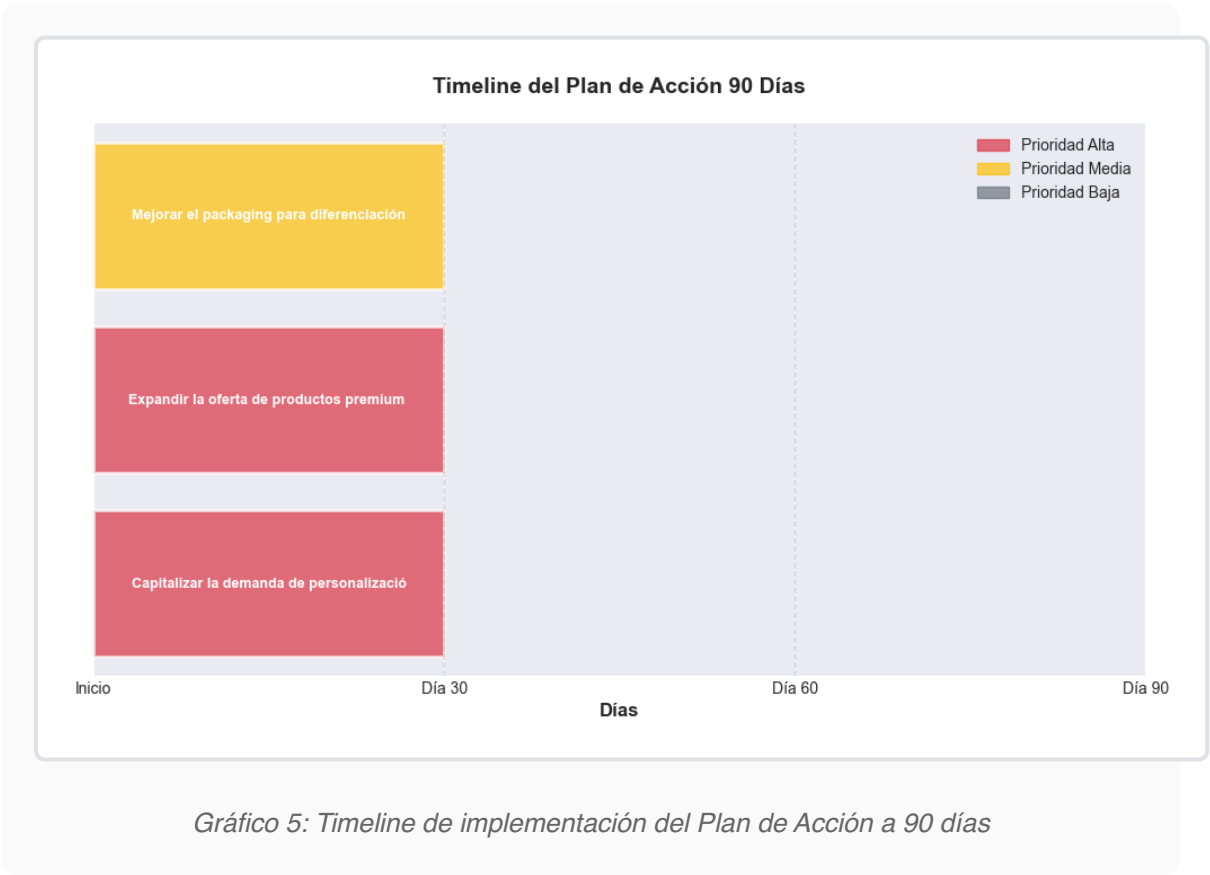 Timeline del Plan de Acción 90 Días
Prioridad Alta
Prioridad Media
Prioridad Baja
Mejorar el packaging para diferenciación
Expandir la oferta de productos premium
Capitalizar la demanda de personalizació
Inicio
Día 30
Día 60
Día 90
Días
Gráfico 5: Timeline de implementación del Plan de Acción a 90 días